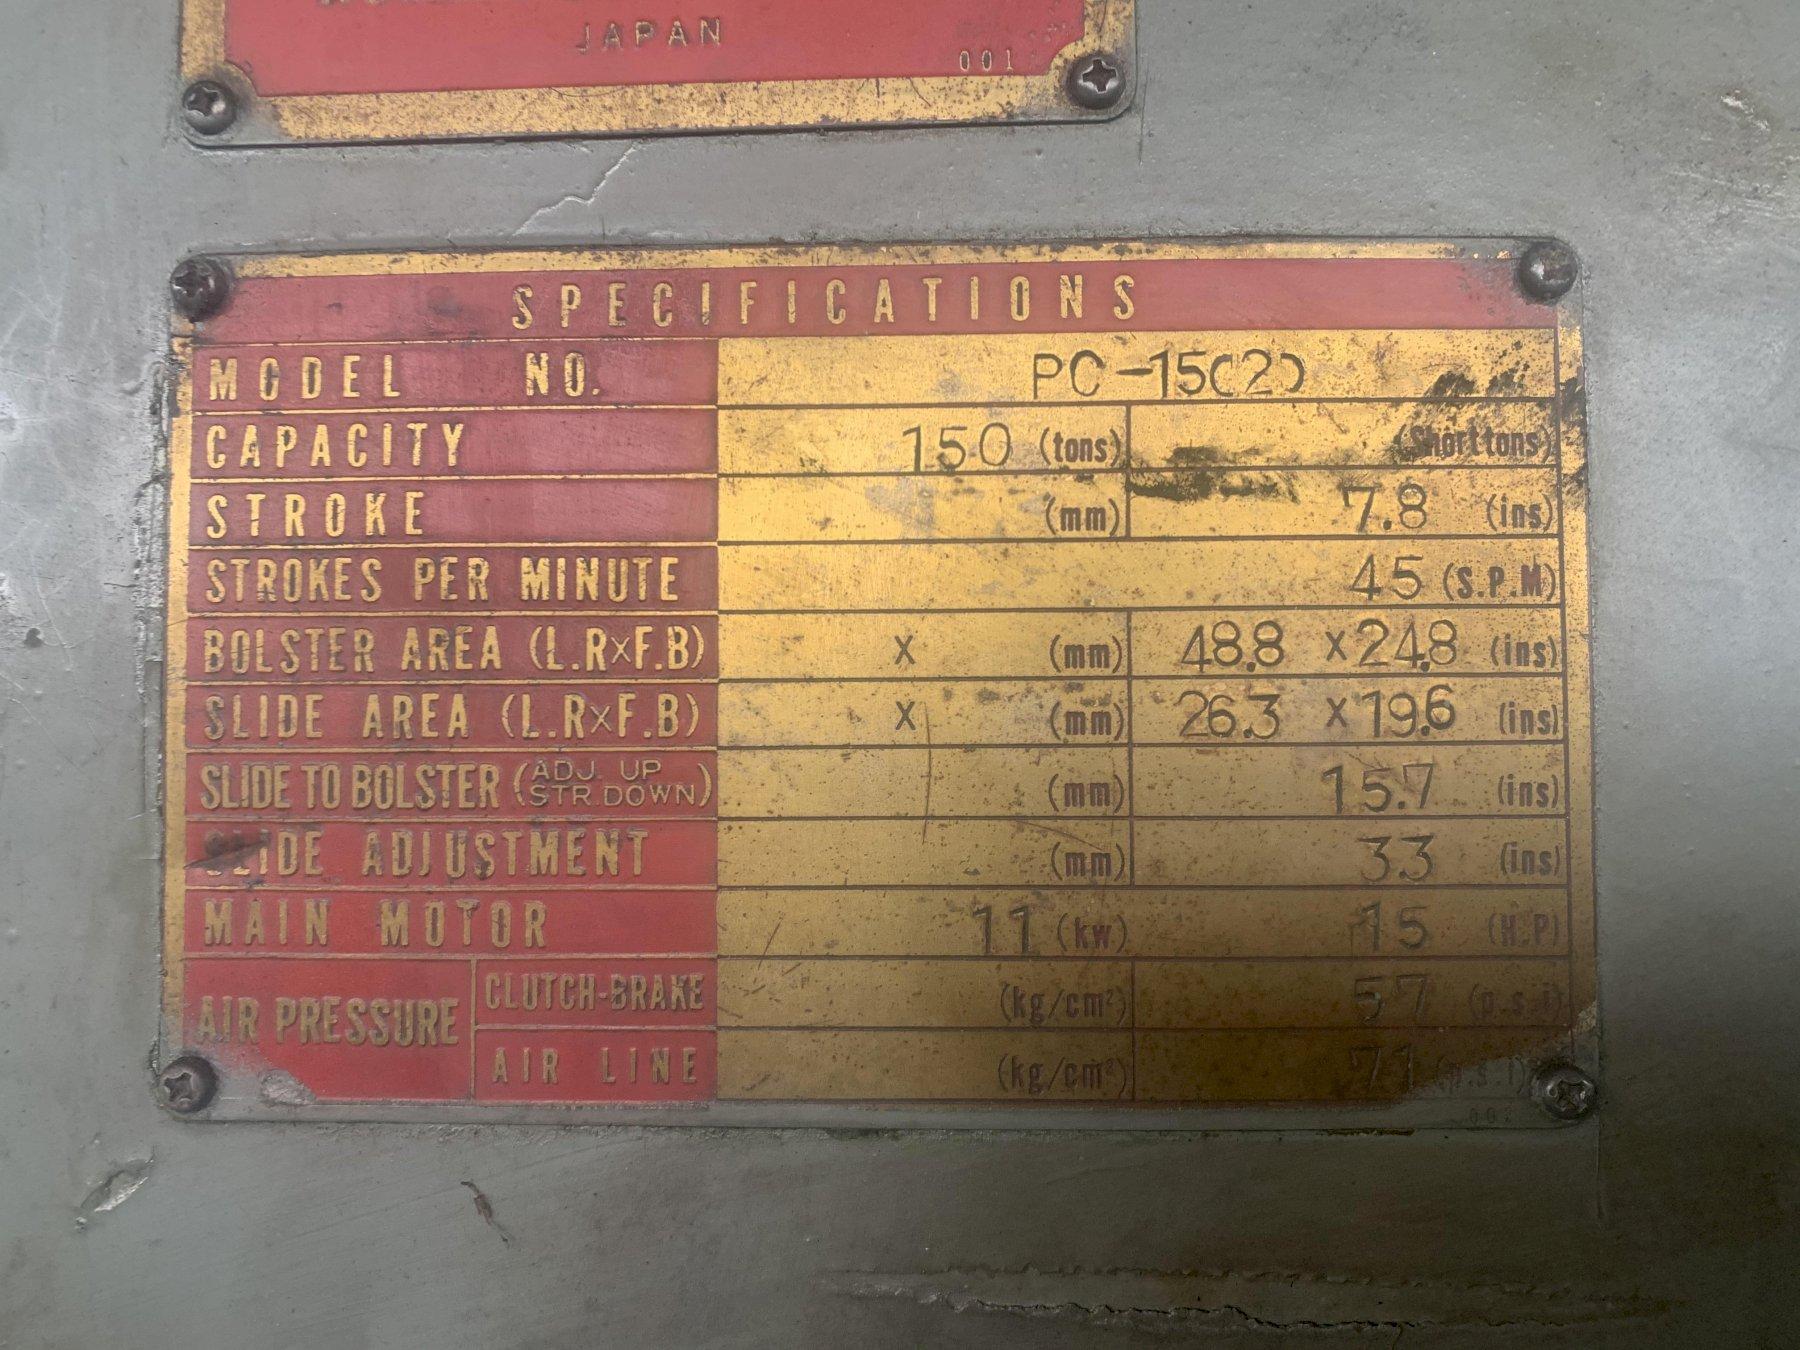 JAPAN
001
SPECIFICATIONS
MODEL NO. PC-15(2)
CAPACITY 150 (tons) (Short tons)
STROKE (mm) 7.8 (ins)
STROKES PER MINUTE 45 (S.P.M)
BOLSTER AREA (L.R×F.B) × (mm) 48.8 × 24.8 (ins)
SLIDE AREA (L.R×F.B) × (mm) 26.3 × 19.6 (ins)
SLIDE TO BOLSTER (ADJ. UP STR. DOWN) (mm) 15.7 (ins)
SLIDE ADJUSTMENT (mm) 3.3 (ins)
MAIN MOTOR 11 (kw) 15 (H.P)
AIR PRESSURE CLUTCH-BRAKE (kg/cm²) 57 (p.s.i)
AIR LINE (kg/cm²) 71 (p.s.i)
002